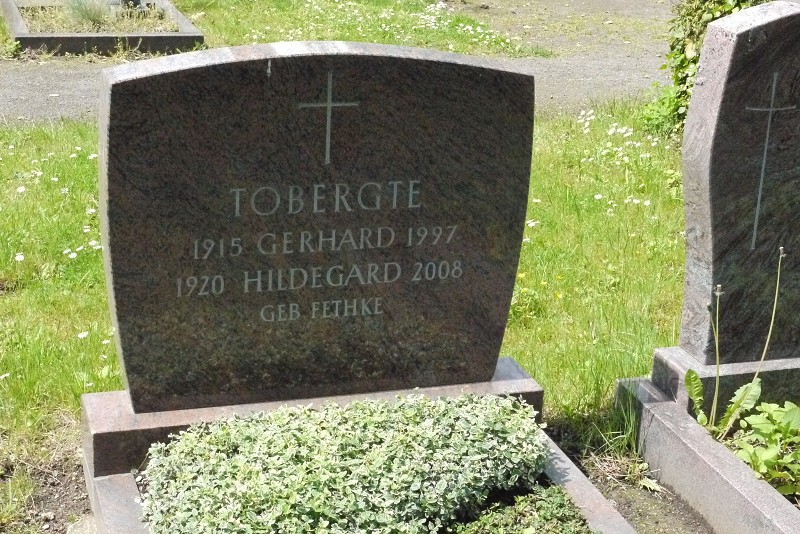 TOBERGTE
1915 GERHARD 1997
1920 HILDEGARD 2008
GEB FETHKE